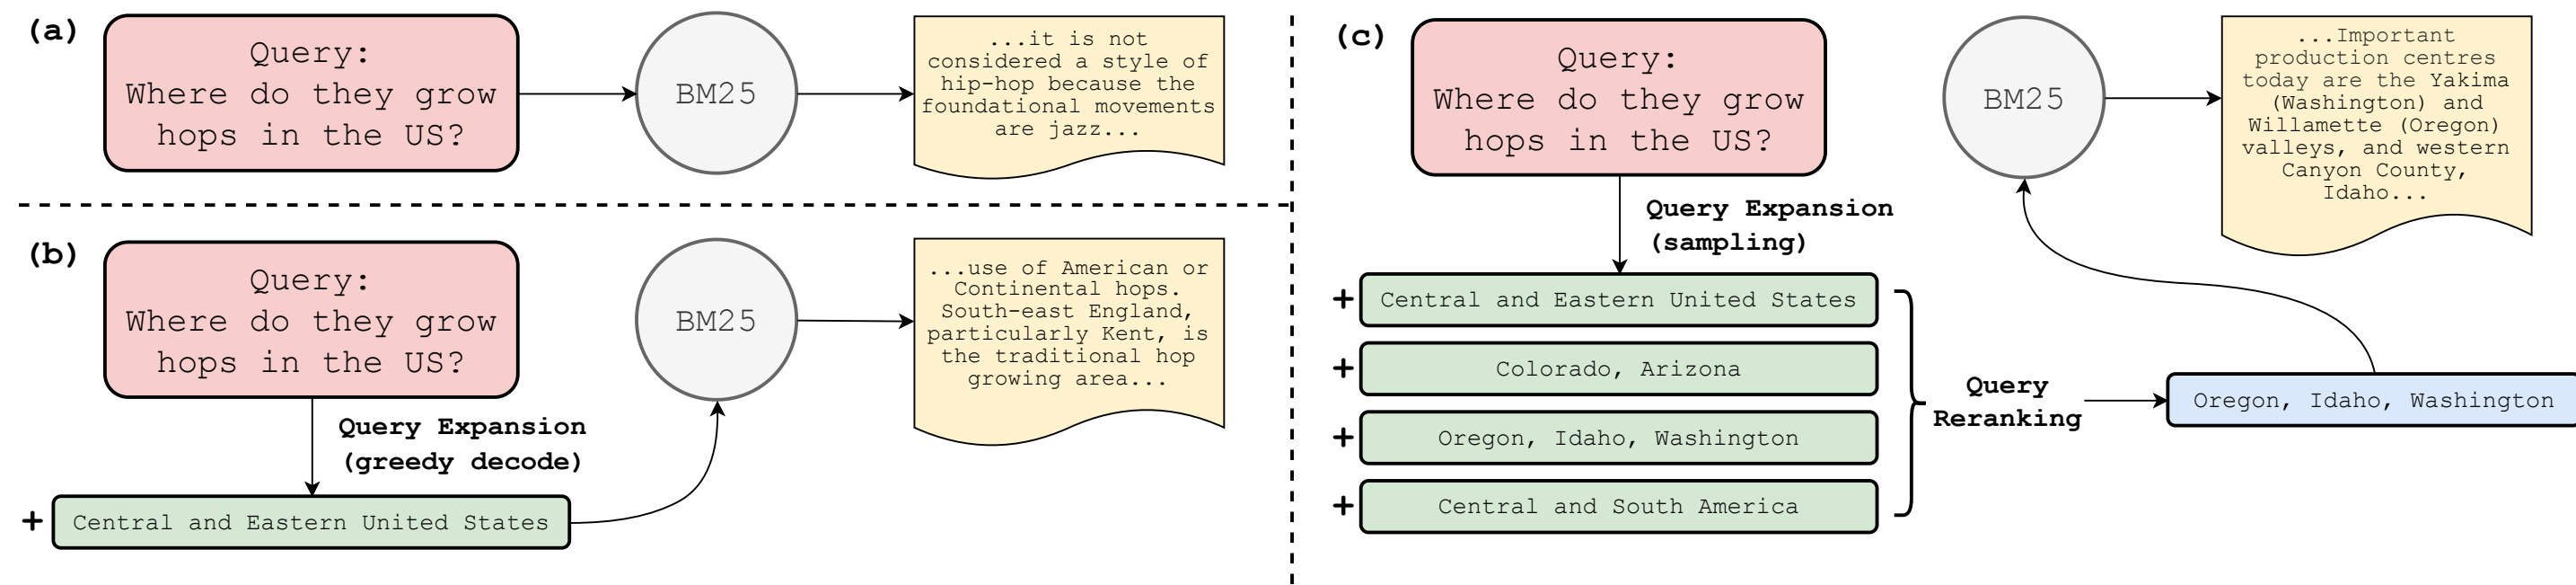 (a)
Query:
Where do they grow
hops in the US?
BM25
...it is not
considered a style of
hip-hop because the
foundational movements
are jazz...
(b)
Query:
Where do they grow
hops in the US?
Query Expansion
(greedy decode)
+ Central and Eastern United States
BM25
...use of American or
Continental hops.
South-east England,
particularly Kent, is
the traditional hop
growing area...
(c)
Query:
Where do they grow
hops in the US?
Query Expansion
(sampling)
+ Central and Eastern United States
+ Colorado, Arizona
+ Oregon, Idaho, Washington
+ Central and South America
Query
Reranking
Oregon, Idaho, Washington
BM25
...Important
production centres
today are the Yakima
(Washington) and
Willamette (Oregon)
valleys, and western
Canyon County,
Idaho...